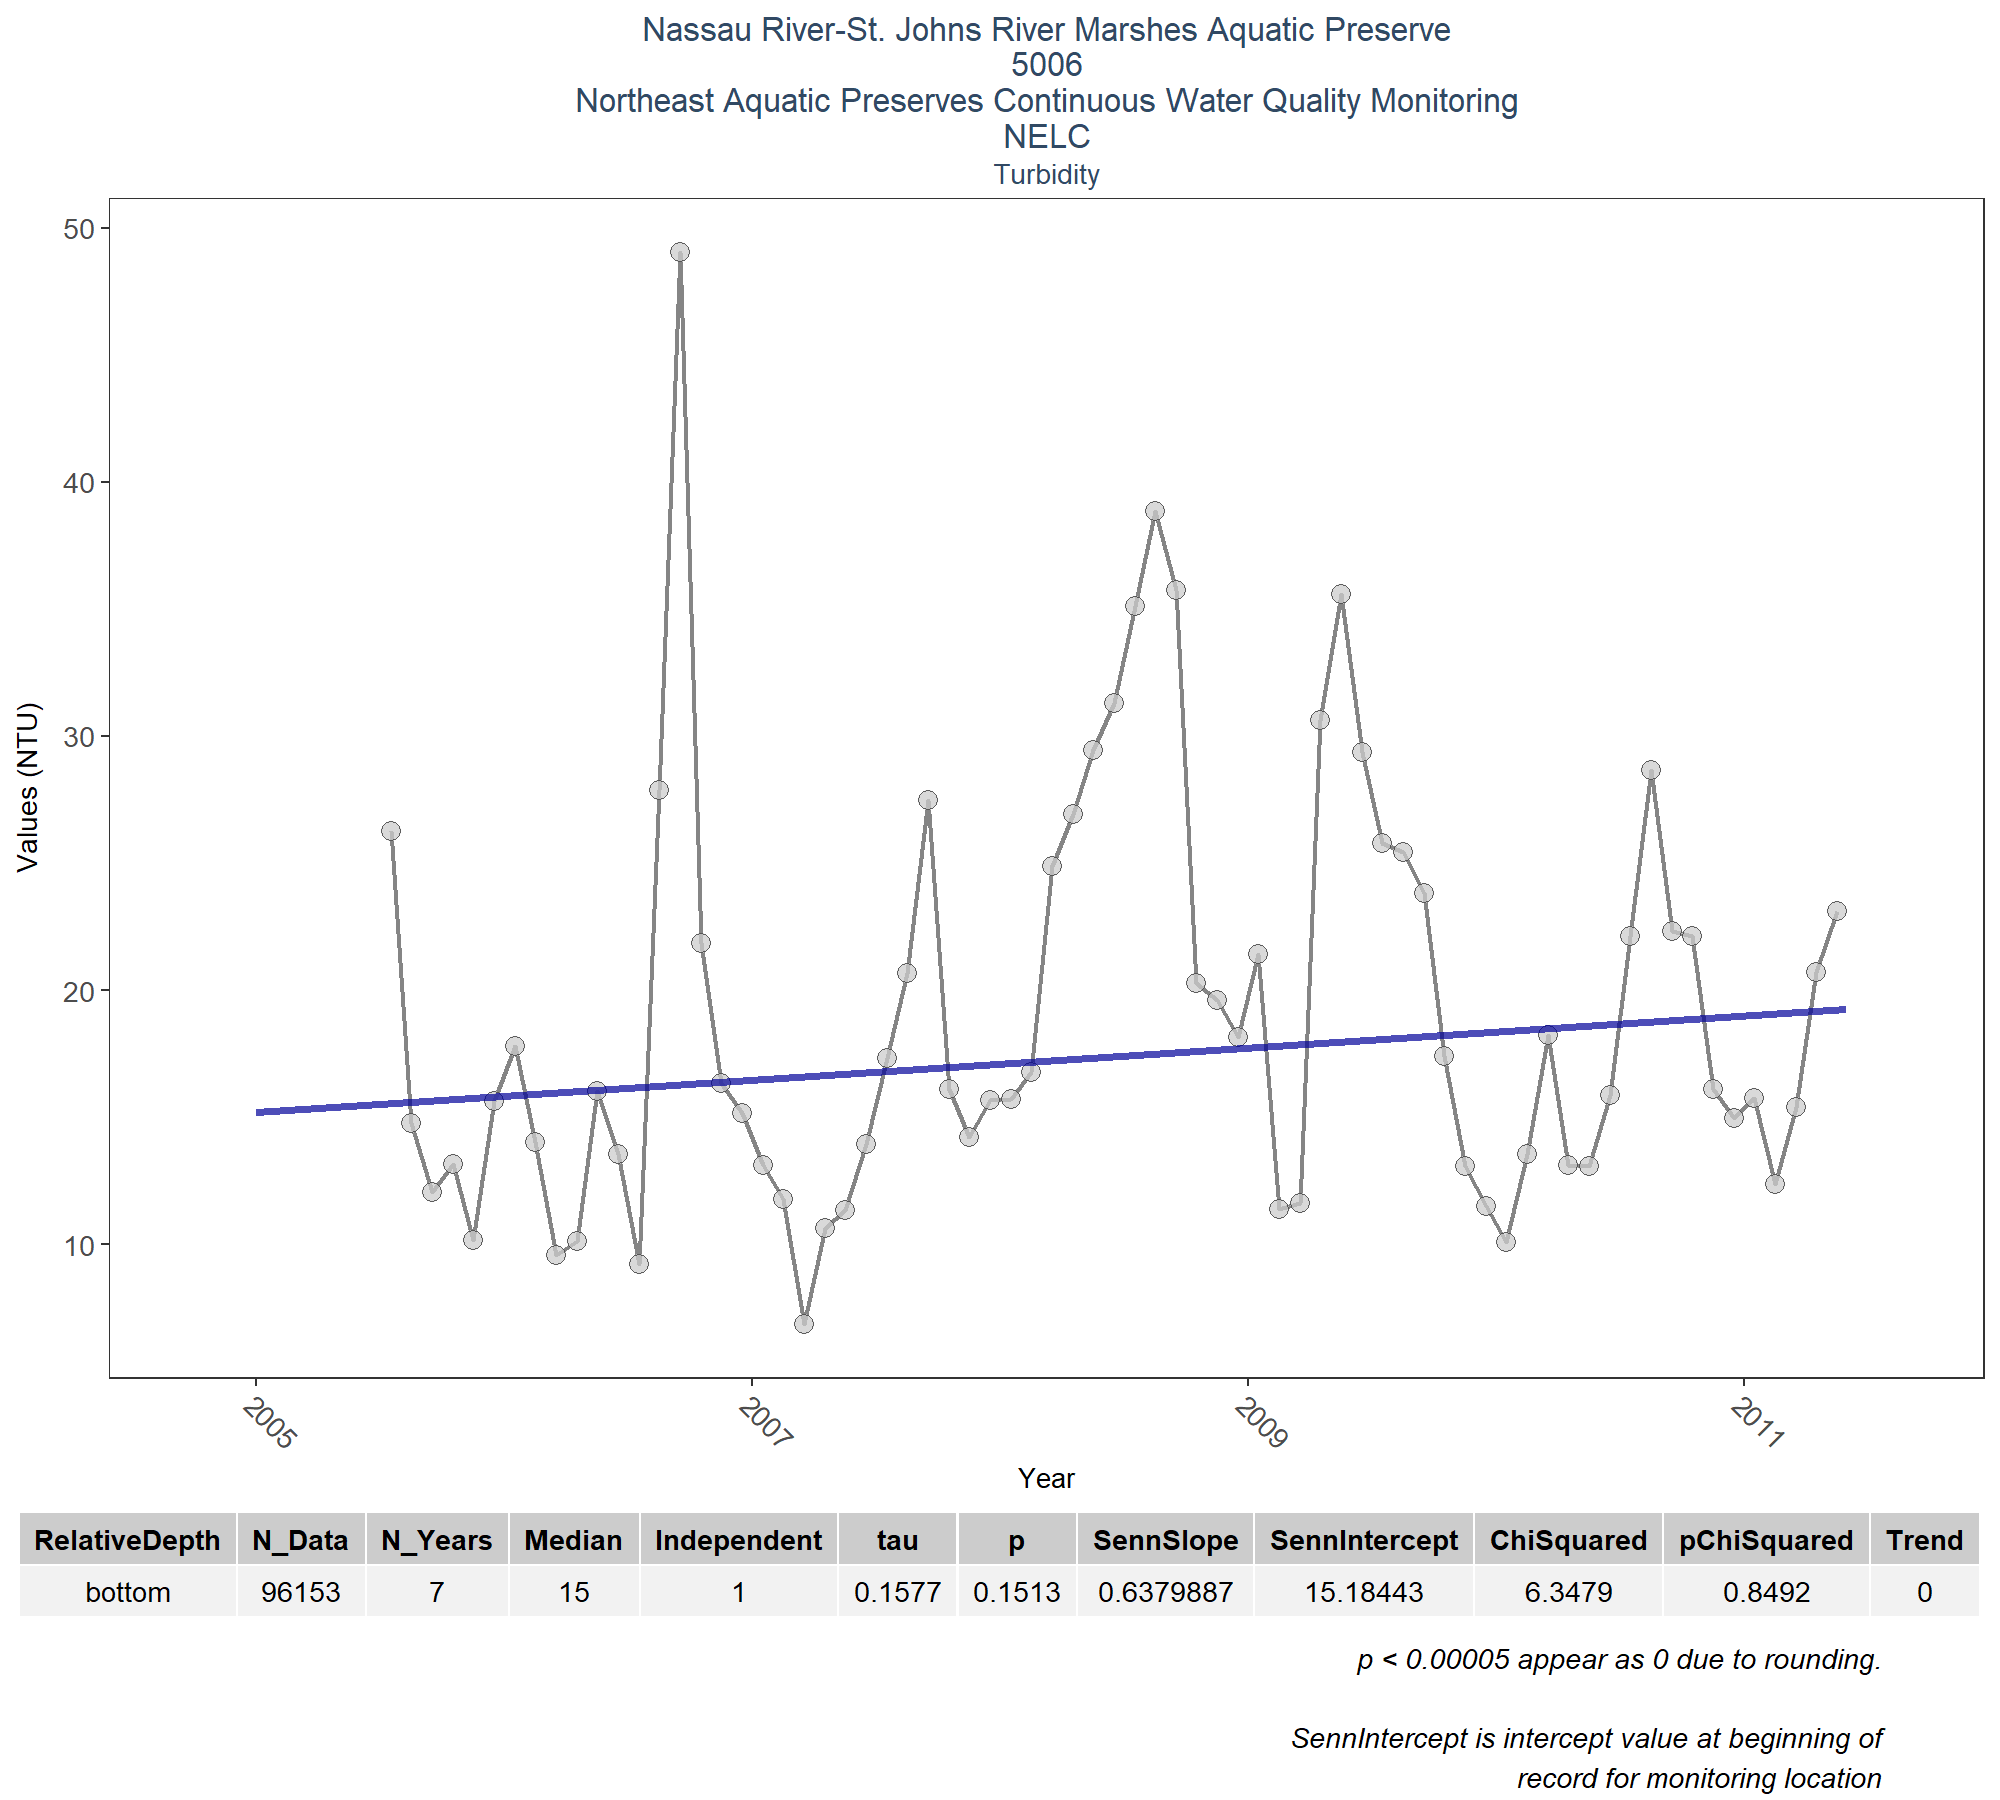 Nassau River-St. Johns River Marshes Aquatic Preserve
5006
Northeast Aquatic Preserves Continuous Water Quality Monitoring
NELC
Turbidity
50
40
30
20
10
Values (NTU)
2005
2007
2009
2011
Year
RelativeDepth N_Data N_Years Median Independent tau p SennSlope SennIntercept ChiSquared pChiSquared Trend
bottom 96153 7 15 1 0.1577 0.1513 0.6379887 15.18443 6.3479 0.8492 0
p < 0.00005 appear as 0 due to rounding.
SennIntercept is intercept value at beginning of
record for monitoring location